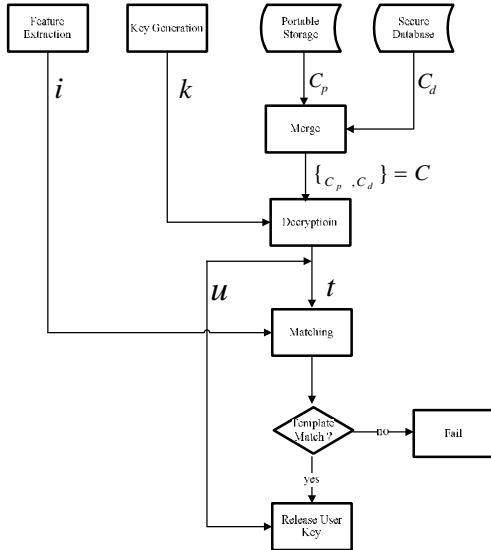 Feature
Extraction
Key Generation
Portable
Storage
Secure
Database
i
k
C_p
C_d
Merge
{C_p ,C_d } = C
Decryptioin
u
t
Matching
Template
Match ?
no
Fail
yes
Release User
Key